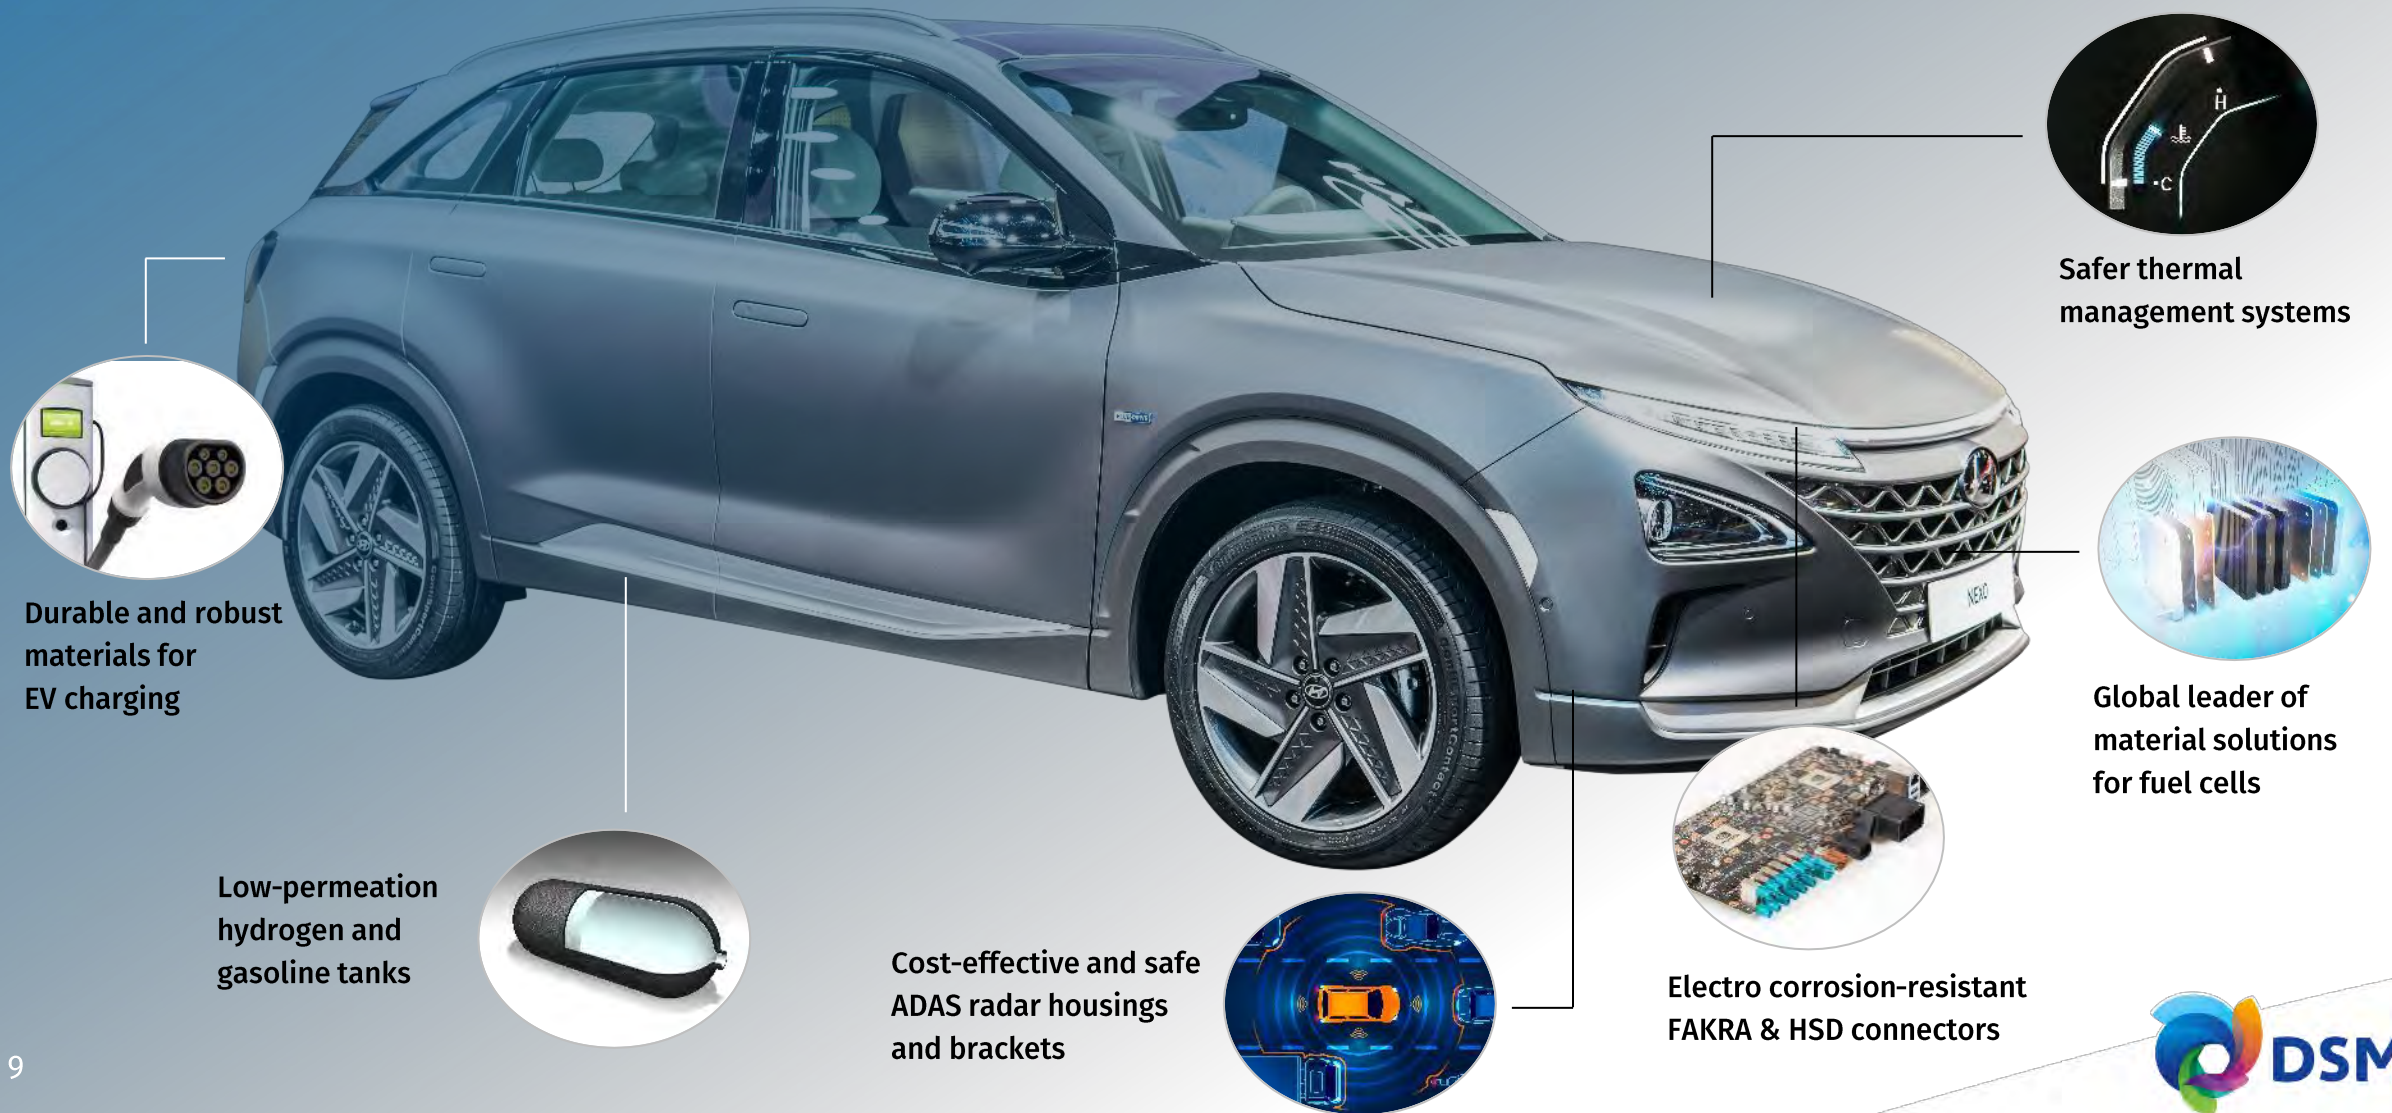 H
C
Safer thermal
management systems
Durable and robust
materials for
EV charging
NEXO
Global leader of
material solutions
for fuel cells
Low-permeation
hydrogen and
gasoline tanks
Cost-effective and safe
ADAS radar housings
and brackets
Electro corrosion-resistant
FAKRA & HSD connectors
9
DSM